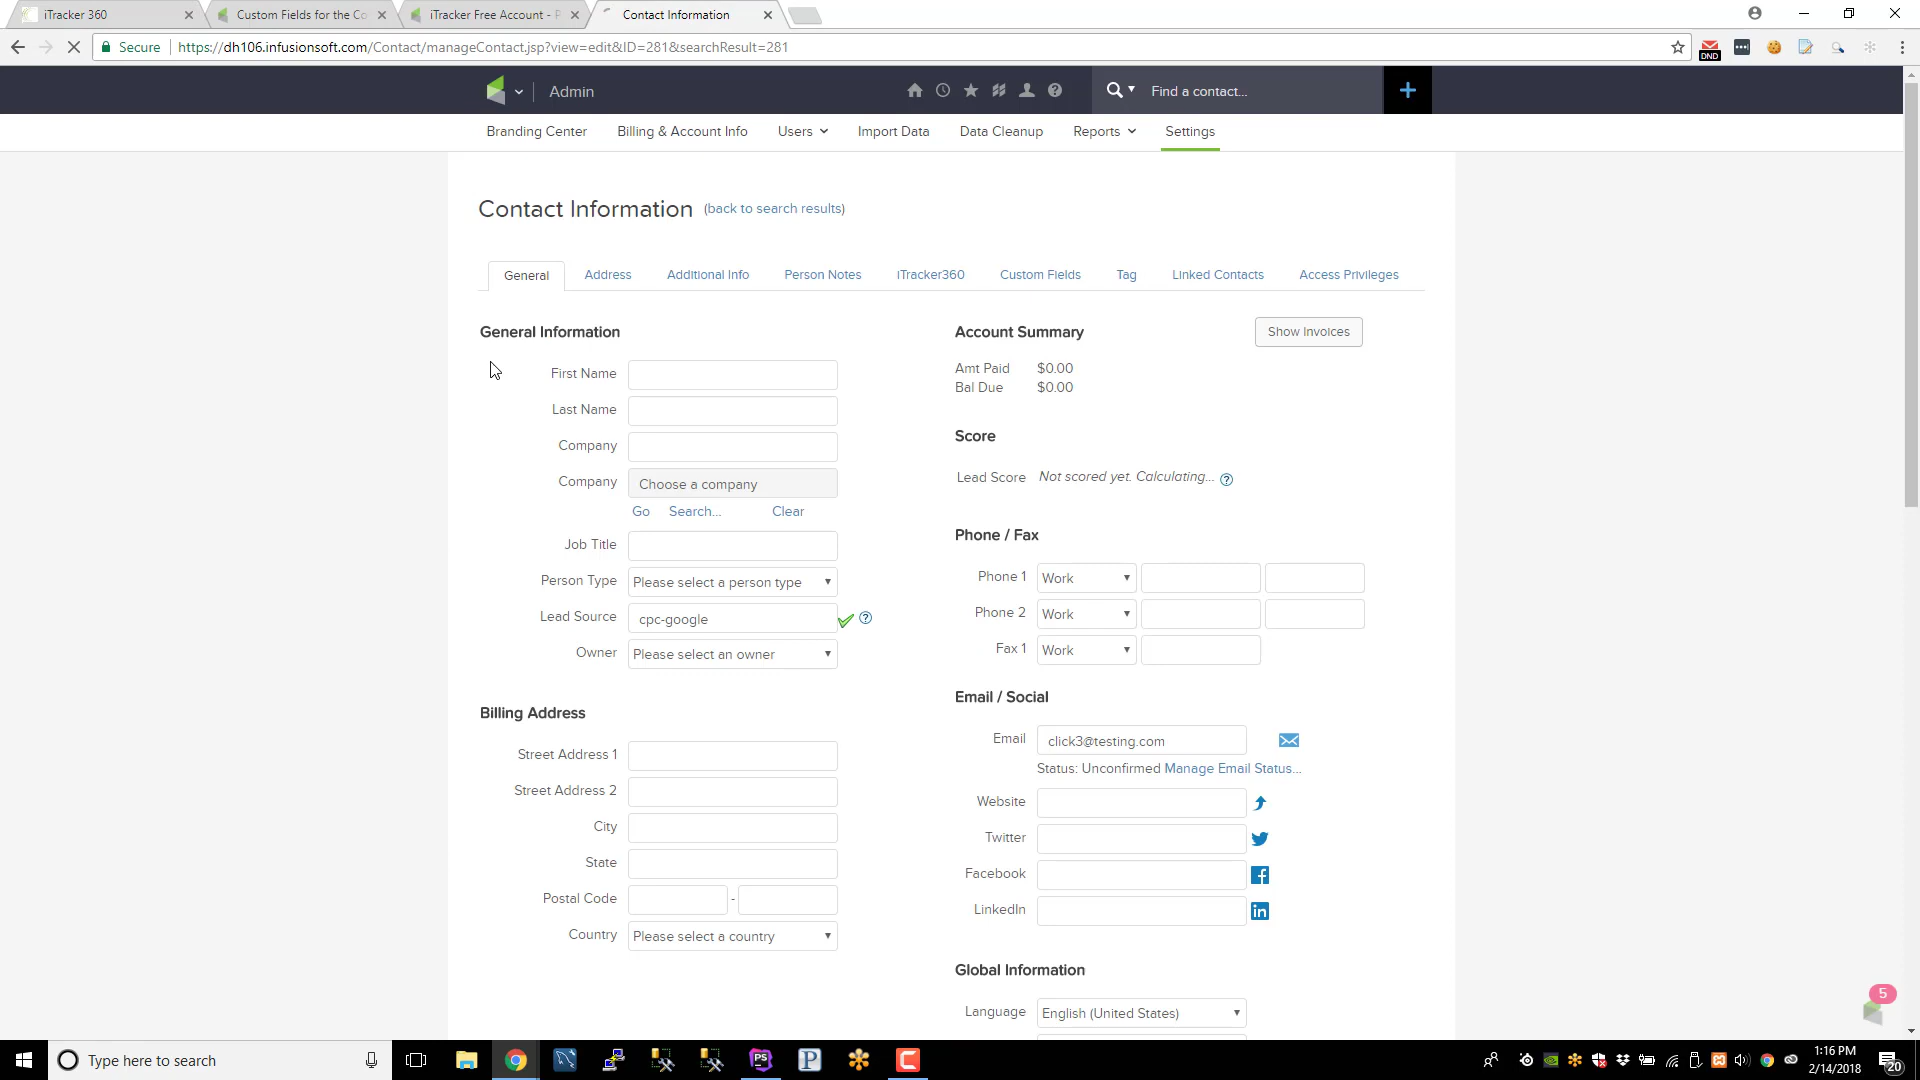 iTracker 360
Custom Fields for the Co
iTracker Free Account - P
Contact Information
Secure
https://dh106.infusionsoft.com/Contact/manageContact.jsp?view=edit&ID=281&searchResult=281
DND
Admin
Find a contact...
Branding Center
Billing & Account Info
Users
Import Data
Data Cleanup
Reports
Settings
Contact Information (back to search results)
General
Address
Additional Info
Person Notes
iTracker360
Custom Fields
Tag
Linked Contacts
Access Privileges
General Information
First Name
Last Name
Company
Company Choose a company
Go Search... Clear
Job Title
Person Type Please select a person type
Lead Source cpc-google
Owner Please select an owner
Billing Address
Street Address 1
Street Address 2
City
State
Postal Code -
Country Please select a country
Account Summary Show Invoices
Amt Paid $0.00
Bal Due $0.00
Score
Lead Score Not scored yet. Calculating...
Phone / Fax
Phone 1 Work
Phone 2 Work
Fax 1 Work
Email / Social
Email click3@testing.com
Status: Unconfirmed Manage Email Status...
Website
Twitter
Facebook
LinkedIn
Global Information
Language English (United States)
5
Type here to search
PS
P
1:16 PM
2/14/2018
20